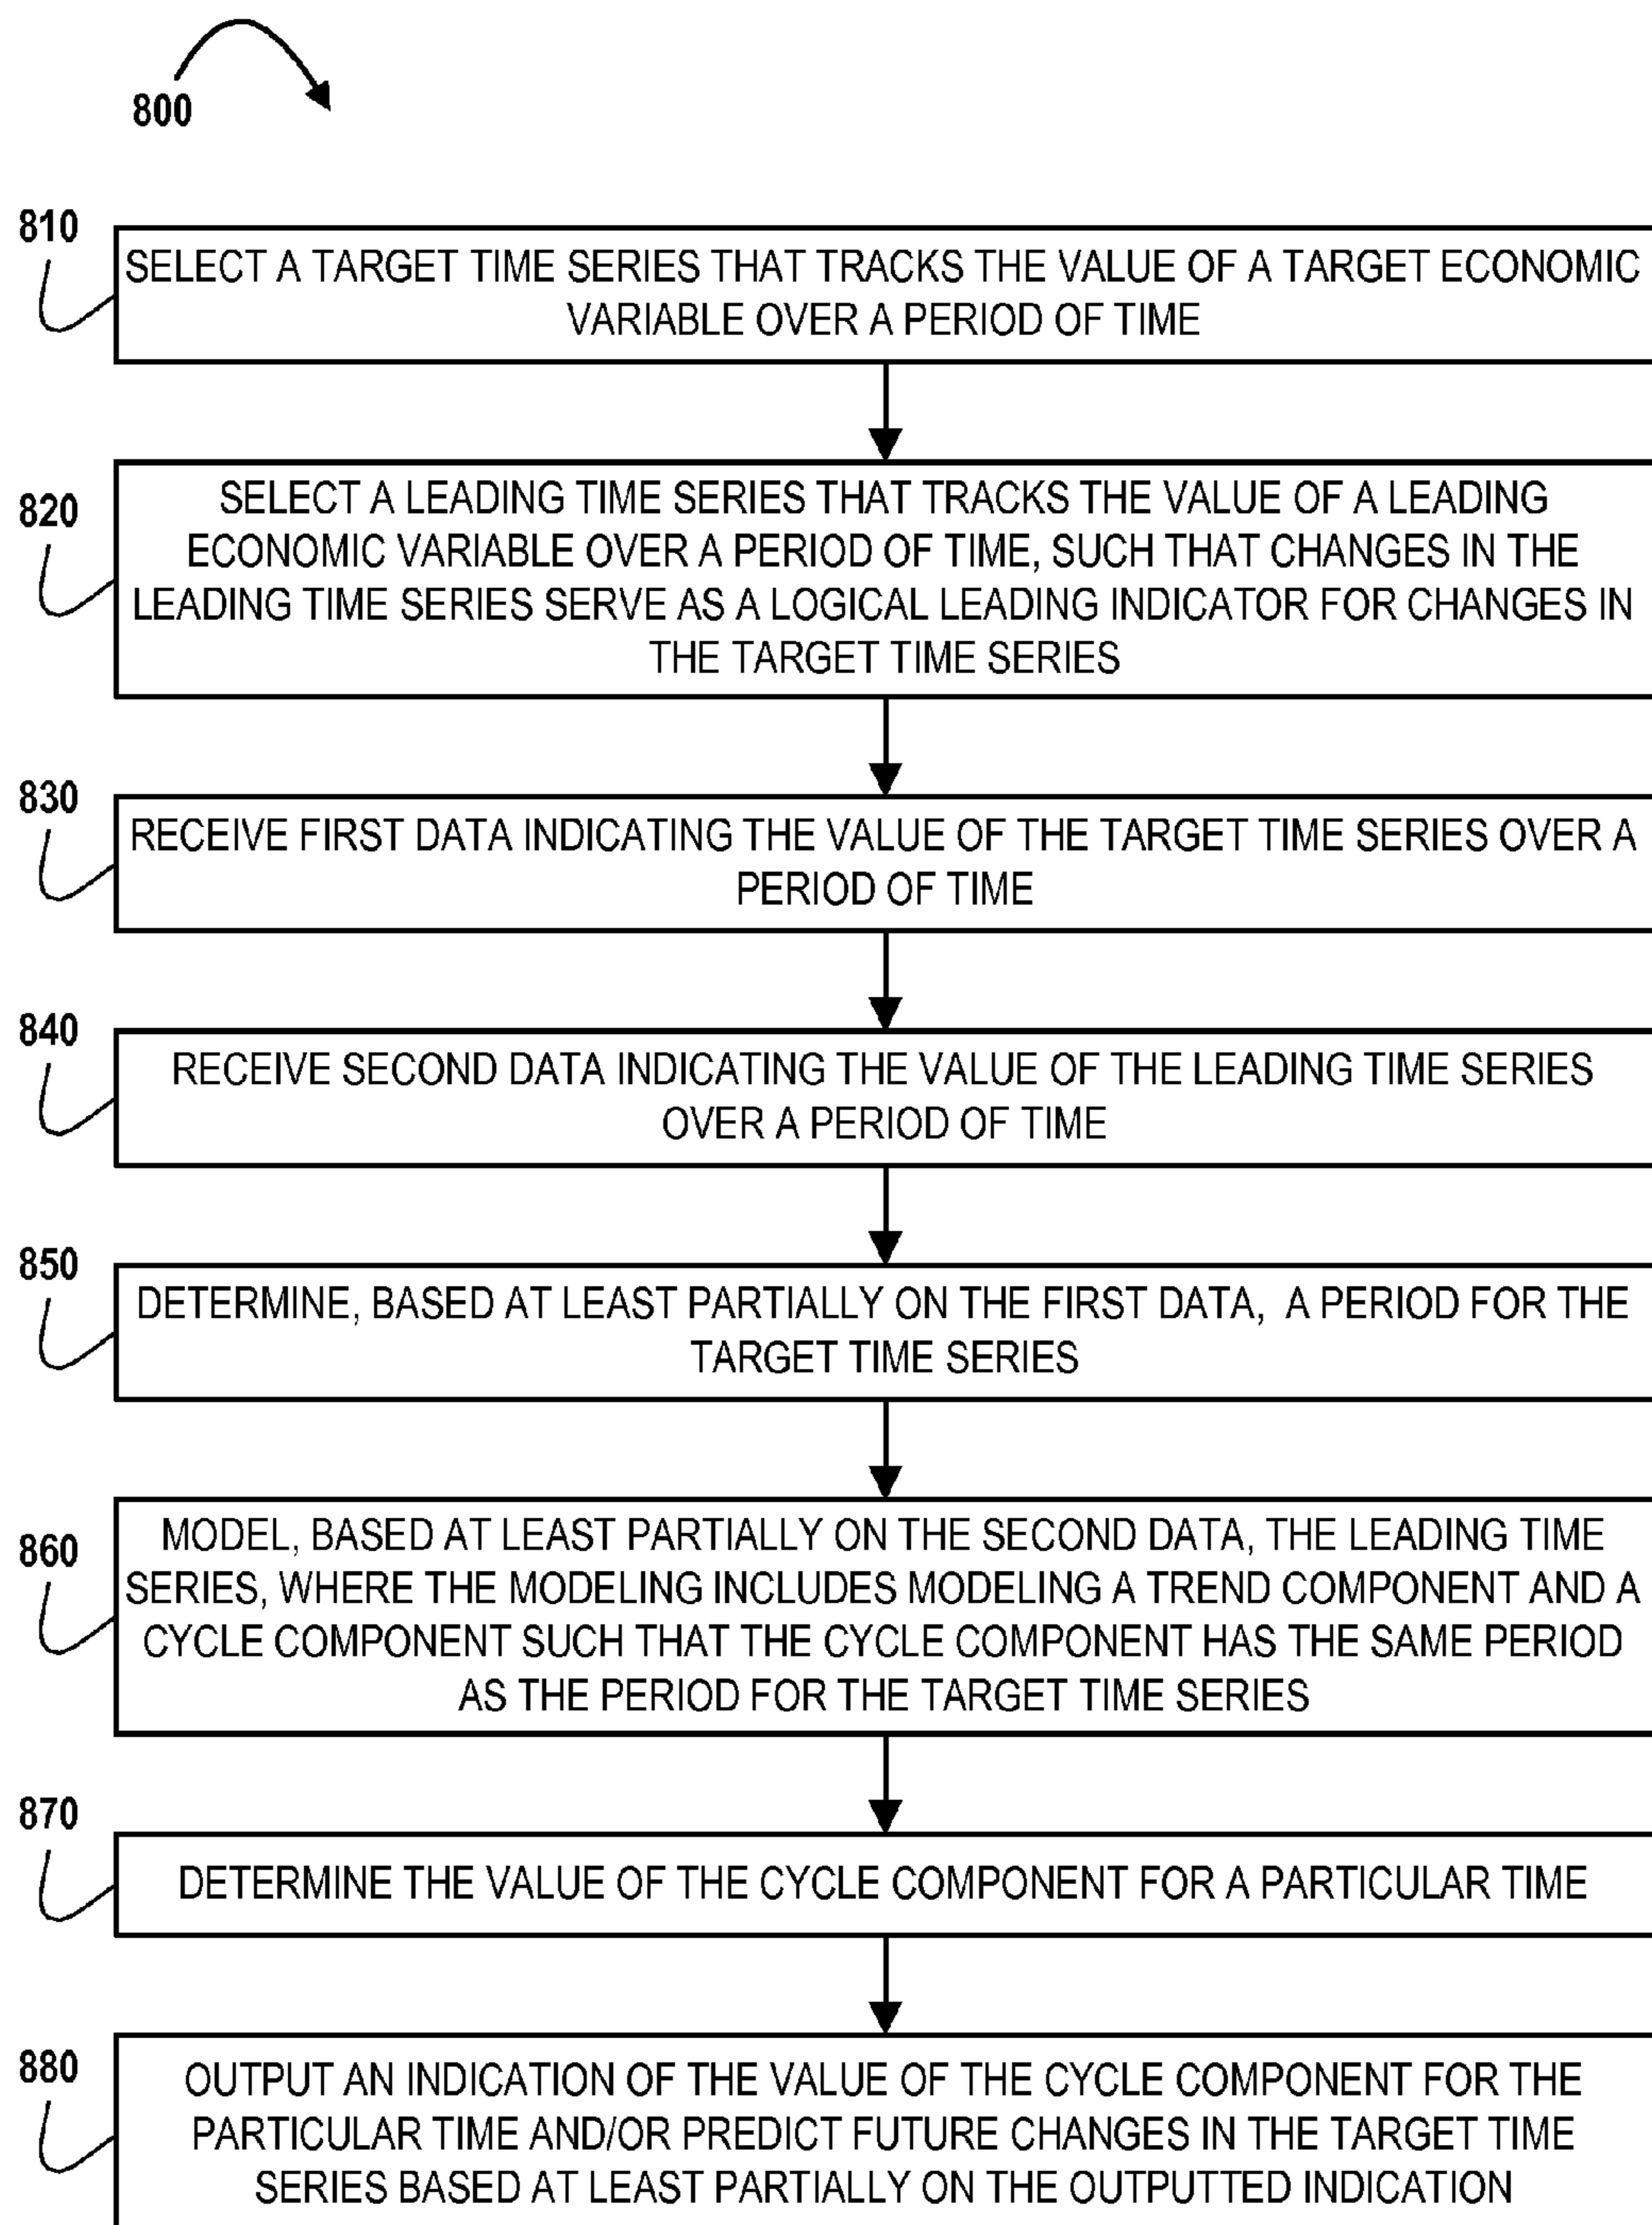 800
810
SELECT A TARGET TIME SERIES THAT TRACKS THE VALUE OF A TARGET ECONOMIC
VARIABLE OVER A PERIOD OF TIME
820
SELECT A LEADING TIME SERIES THAT TRACKS THE VALUE OF A LEADING
ECONOMIC VARIABLE OVER A PERIOD OF TIME, SUCH THAT CHANGES IN THE
LEADING TIME SERIES SERVE AS A LOGICAL LEADING INDICATOR FOR CHANGES IN
THE TARGET TIME SERIES
830
RECEIVE FIRST DATA INDICATING THE VALUE OF THE TARGET TIME SERIES OVER A
PERIOD OF TIME
840
RECEIVE SECOND DATA INDICATING THE VALUE OF THE LEADING TIME SERIES
OVER A PERIOD OF TIME
850
DETERMINE, BASED AT LEAST PARTIALLY ON THE FIRST DATA, A PERIOD FOR THE
TARGET TIME SERIES
860
MODEL, BASED AT LEAST PARTIALLY ON THE SECOND DATA, THE LEADING TIME
SERIES, WHERE THE MODELING INCLUDES MODELING A TREND COMPONENT AND A
CYCLE COMPONENT SUCH THAT THE CYCLE COMPONENT HAS THE SAME PERIOD
AS THE PERIOD FOR THE TARGET TIME SERIES
870
DETERMINE THE VALUE OF THE CYCLE COMPONENT FOR A PARTICULAR TIME
880
OUTPUT AN INDICATION OF THE VALUE OF THE CYCLE COMPONENT FOR THE
PARTICULAR TIME AND/OR PREDICT FUTURE CHANGES IN THE TARGET TIME
SERIES BASED AT LEAST PARTIALLY ON THE OUTPUTTED INDICATION